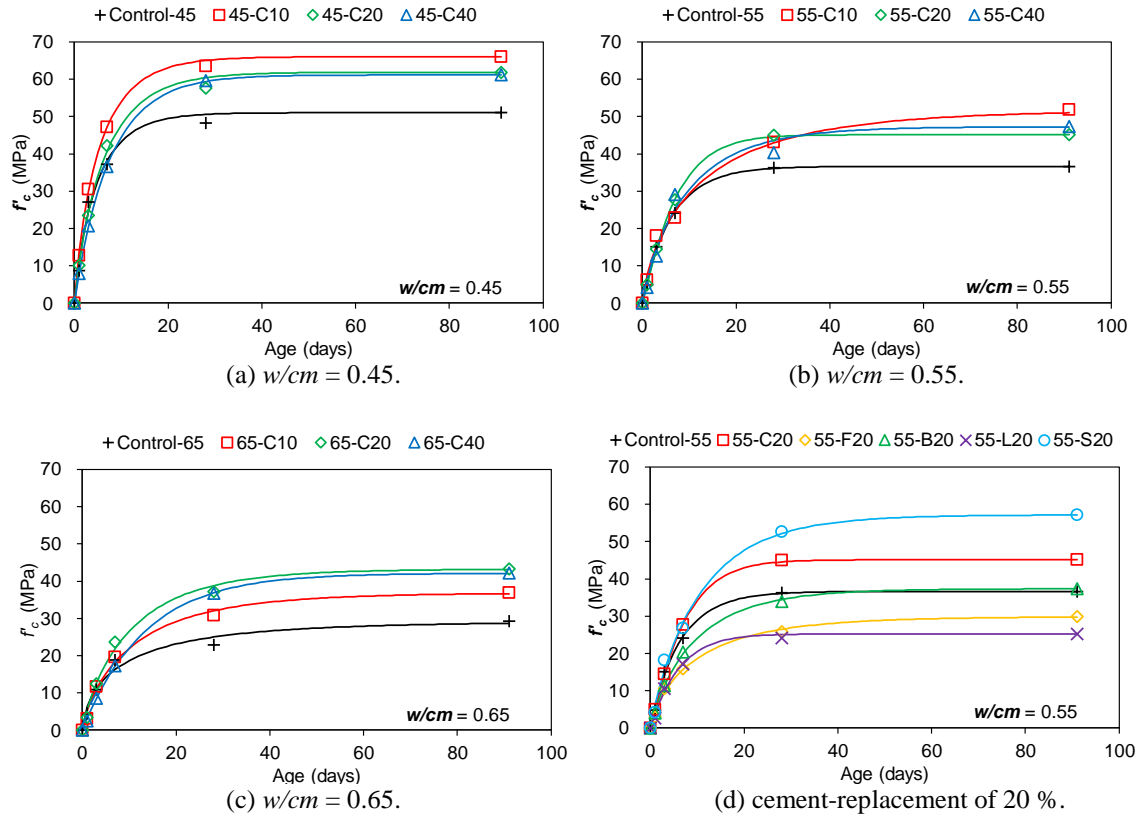 Control-45 45-C10 45-C20 45-C40
70
60
50
40
30
20
10
0
f'c (MPa)
0 20 40 60 80 100
Age (days)
w/cm = 0.45
(a) w/cm = 0.45.
Control-55 55-C10 55-C20 55-C40
70
60
50
40
30
20
10
0
f'c (MPa)
0 20 40 60 80 100
Age (days)
w/cm = 0.55
(b) w/cm = 0.55.
Control-65 65-C10 65-C20 65-C40
70
60
50
40
30
20
10
0
f'c (MPa)
0 20 40 60 80 100
Age (days)
w/cm = 0.65
(c) w/cm = 0.65.
Control-55 55-C20 55-F20 55-B20 55-L20 55-S20
70
60
50
40
30
20
10
0
f'c (MPa)
0 20 40 60 80 100
Age (days)
w/cm = 0.55
(d) cement-replacement of 20 %.